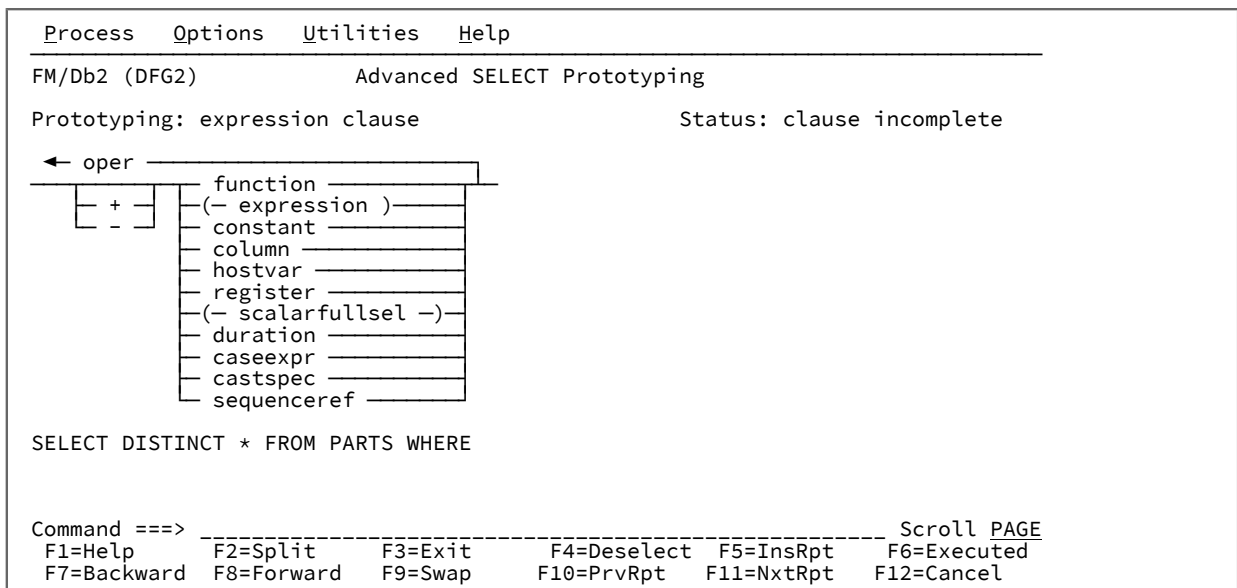 Process Options Utilities Help
FM/Db2 (DFG2) Advanced SELECT Prototyping
Prototyping: expression clause Status: clause incomplete
oper
function
+ ( expression )
- constant
column
hostvar
register
( scalarfullsel )
duration
caseexpr
castspec
sequenceref
SELECT DISTINCT * FROM PARTS WHERE
Command ===> Scroll PAGE
F1=Help F2=Split F3=Exit F4=Deselect F5=InsRpt F6=Executed
F7=Backward F8=Forward F9=Swap F10=PrvRpt F11=NxtRpt F12=Cancel